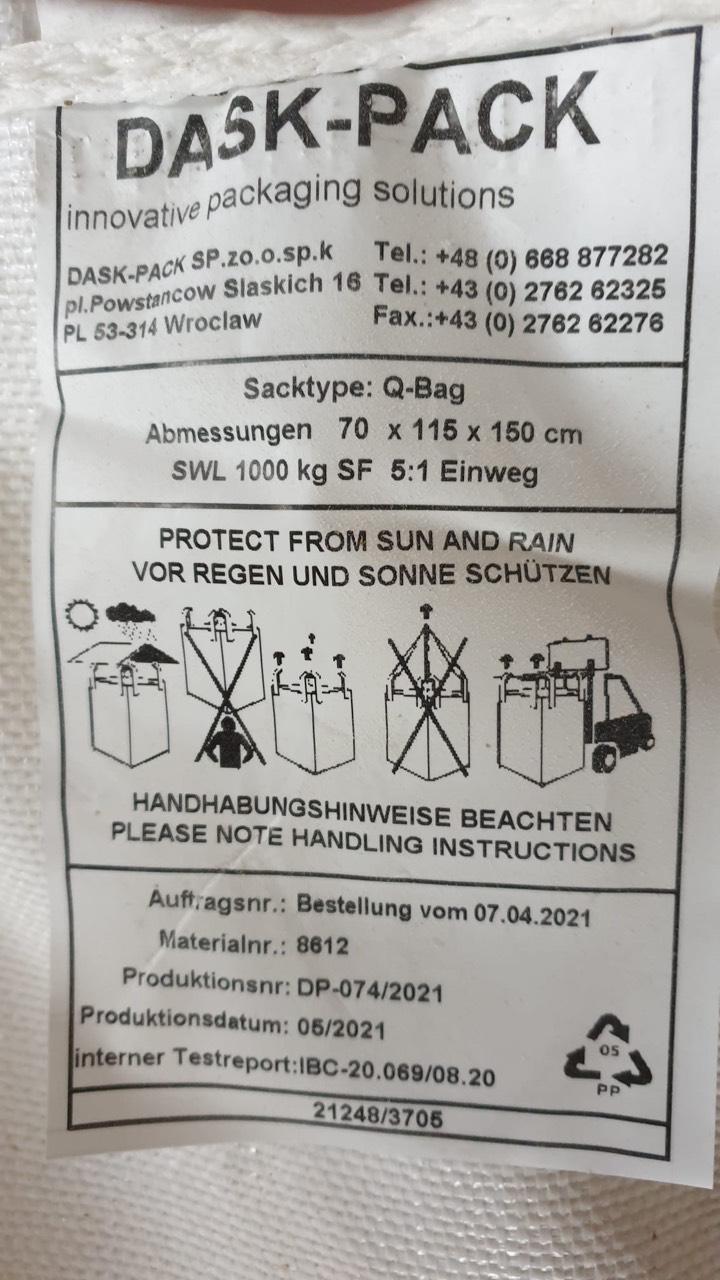 DASK-PACK
innovative packaging solutions
DASK-PACK SP.zo.o.sp.k
pl.Powstancow Slaskich 16
PL 53-314 Wroclaw
Tel.: +48 (0) 668 877282
Tel.: +43 (0) 2762 62325
Fax.:+43 (0) 2762 62276
Sacktype: Q-Bag
Abmessungen 70 x 115 x 150 cm
SWL 1000 kg SF 5:1 Einweg
PROTECT FROM SUN AND RAIN
VOR REGEN UND SONNE SCHÜTZEN
HANDHABUNGSHINWEISE BEACHTEN
PLEASE NOTE HANDLING INSTRUCTIONS
Auftragsnr.: Bestellung vom 07.04.2021
Materialnr.: 8612
Produktionsnr: DP-074/2021
Produktionsdatum: 05/2021
interner Testreport:IBC-20.069/08.20
05
PP
21248/3705